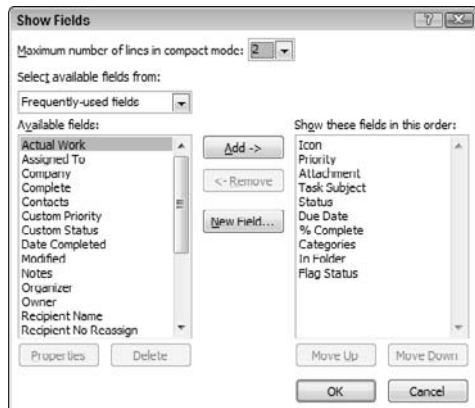 Show Fields
Maximum number of lines in compact mode: 2
Select available fields from:
Frequently-used fields
Available fields:
Actual Work
Assigned To
Company
Complete
Contacts
Custom Priority
Custom Status
Date Completed
Modified
Notes
Organizer
Owner
Recipient Name
Recipient No Reassign
Properties Delete
Add ->
<- Remove
New Field...
Show these fields in this order:
Icon
Priority
Attachment
Task Subject
Status
Due Date
% Complete
Categories
In Folder
Flag Status
Move Up Move Down
OK Cancel